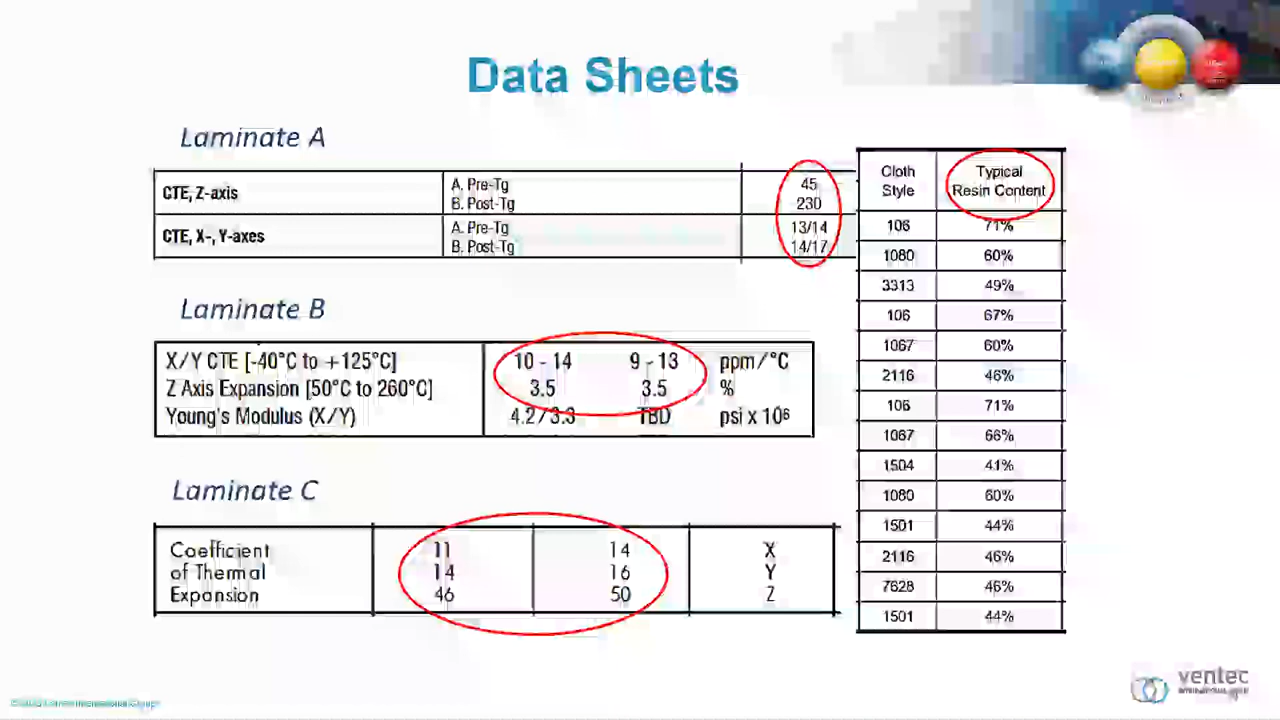 Data Sheets
Laminate A
CTE, Z-axis A. Pre-Tg 45
B. Post-Tg 230
CTE, X-, Y-axes A. Pre-Tg 13/14
B. Post-Tg 14/17
Laminate B
X/Y CTE [-40°C to +125°C] 10 - 14 9 - 13 ppm/°C
Z Axis Expansion [50°C to 260°C] 3.5 3.5 %
Young's Modulus (X/Y) 4.2/3.3 TBD psi x 10⁶
Laminate C
Coefficient 11 14 X
of Thermal 14 16 Y
Expansion 46 50 Z
Cloth Typical
Style Resin Content
106 71%
1080 60%
3313 49%
106 67%
1067 60%
2116 46%
106 71%
1067 66%
1504 41%
1080 60%
1501 44%
2116 46%
7628 46%
1501 44%
ventec